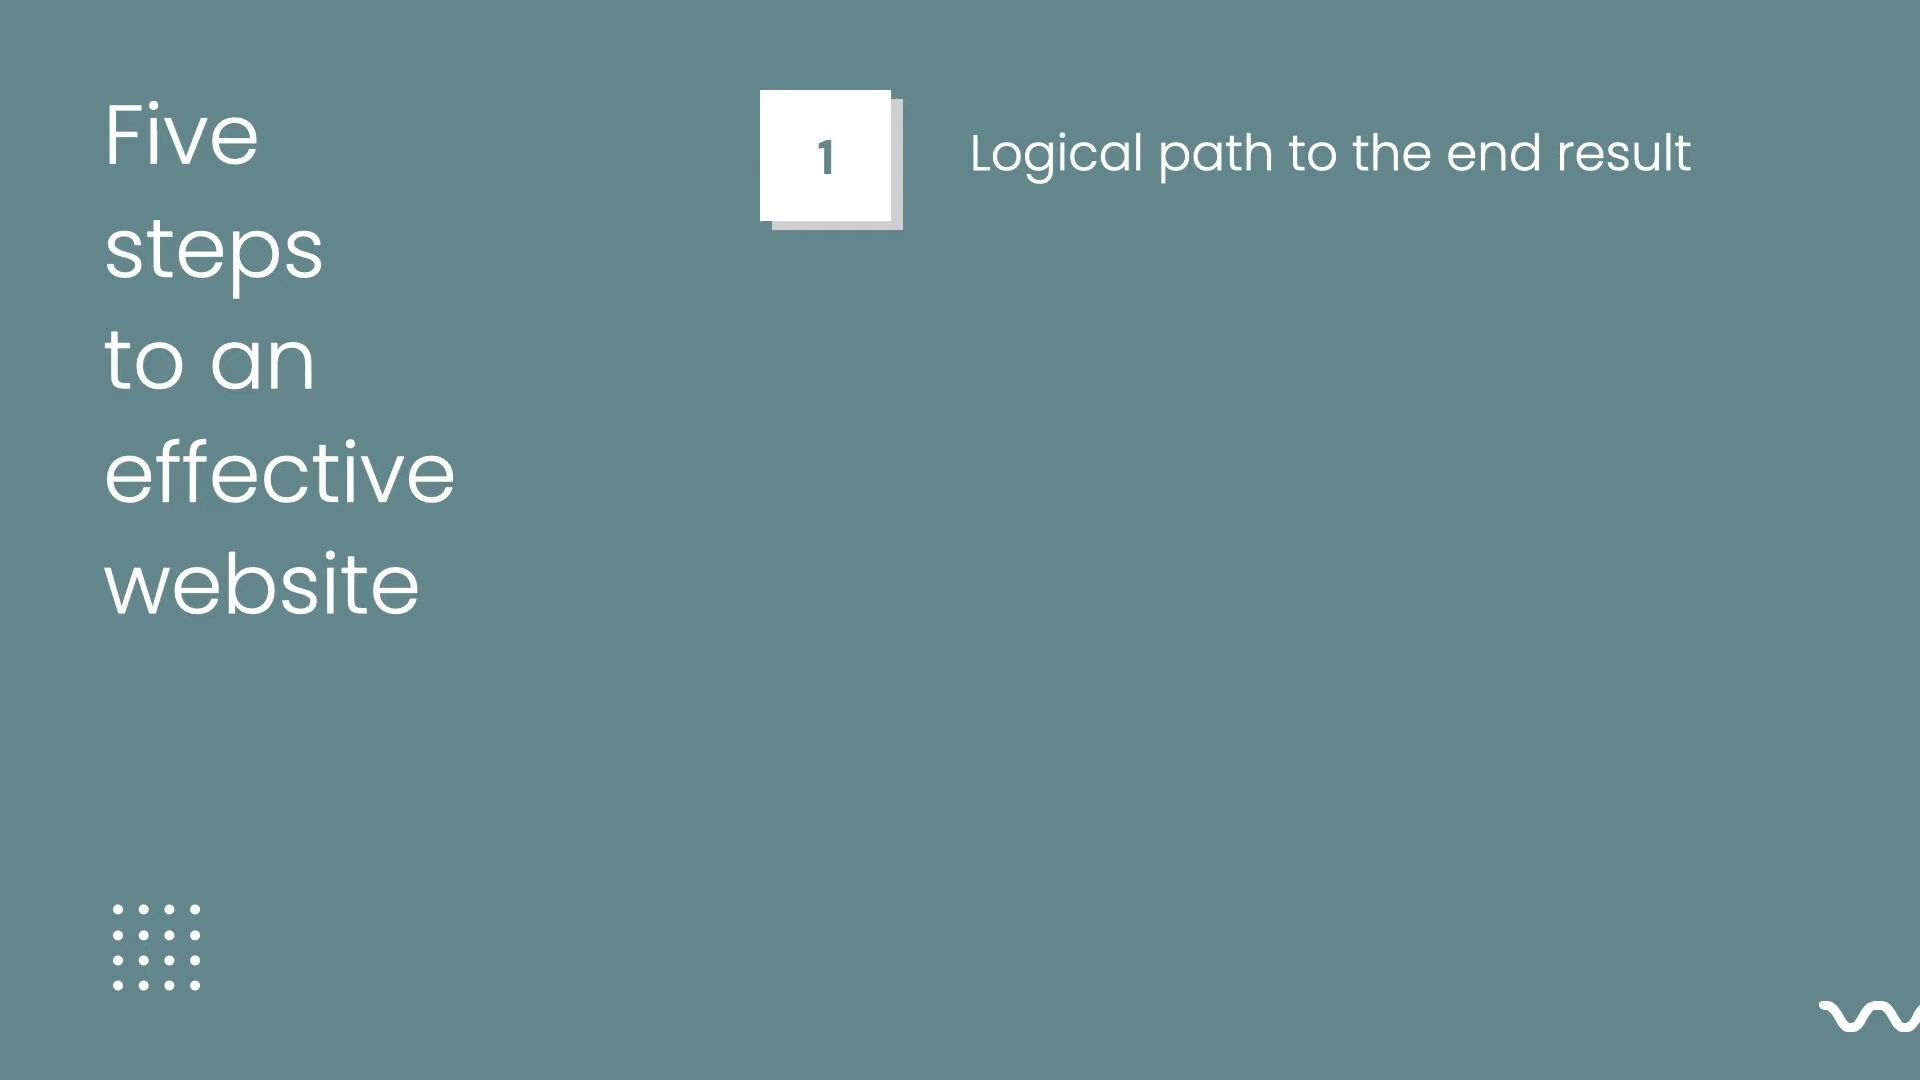 Five
steps
to an
effective
website
1
Logical path to the end result